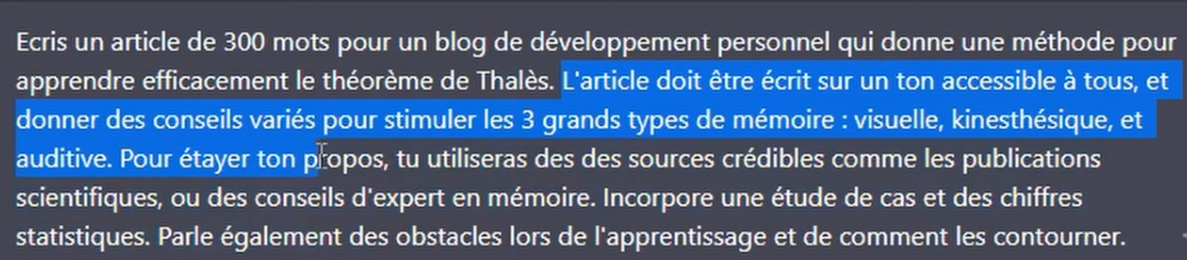 Ecris un article de 300 mots pour un blog de développement personnel qui donne une méthode pour
apprendre efficacement le théorème de Thalès. L'article doit être écrit sur un ton accessible à tous, et
donner des conseils variés pour stimuler les 3 grands types de mémoire : visuelle, kinesthésique, et
auditive. Pour étayer ton propos, tu utiliseras des des sources crédibles comme les publications
scientifiques, ou des conseils d'expert en mémoire. Incorpore une étude de cas et des chiffres
statistiques. Parle également des obstacles lors de l'apprentissage et de comment les contourner.